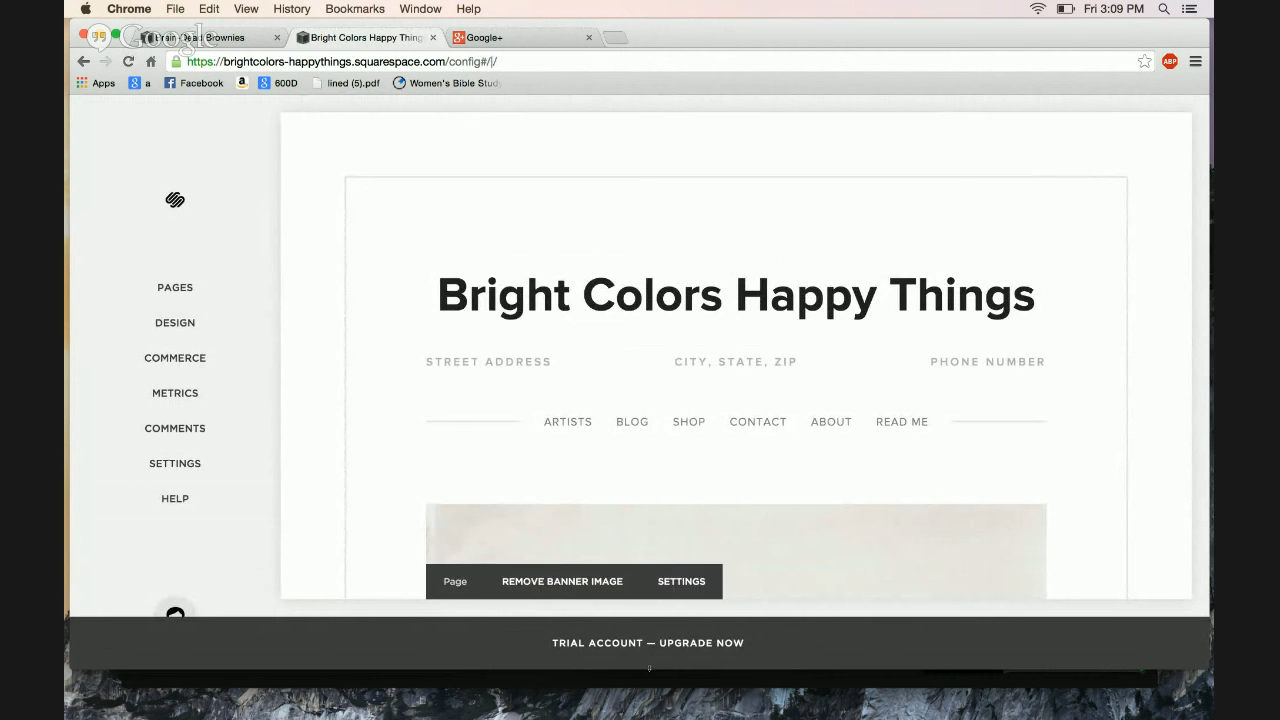 Chrome File Edit View History Bookmarks Window Help Fri 3:09 PM
Google
Brownies Bright Colors Happy Thing Google+
https://brightcolors-happythings.squarespace.com/config#/|/ ABP
Apps a Facebook 600D lined (5).pdf Women's Bible Stud
PAGES
DESIGN
COMMERCE
METRICS
COMMENTS
SETTINGS
HELP
Bright Colors Happy Things
STREET ADDRESS CITY, STATE, ZIP PHONE NUMBER
ARTISTS BLOG SHOP CONTACT ABOUT READ ME
Page REMOVE BANNER IMAGE SETTINGS
TRIAL ACCOUNT — UPGRADE NOW